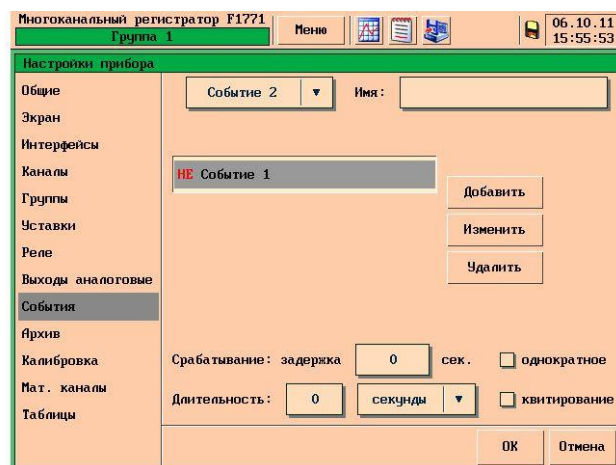 Многоканальный регистратор F1771
Группа 1
Меню
06.10.11
15:55:53
Настройки прибора
Общие
Экран
Интерфейсы
Каналы
Группы
Уставки
Реле
Выходы аналоговые
События
Архив
Калибровка
Мат. каналы
Таблицы
Событие 2
Имя:
НЕ Событие 1
Добавить
Изменить
Удалить
Срабатывание: задержка 0 сек. однократное
Длительность: 0 секунды квитирование
ОК Отмена